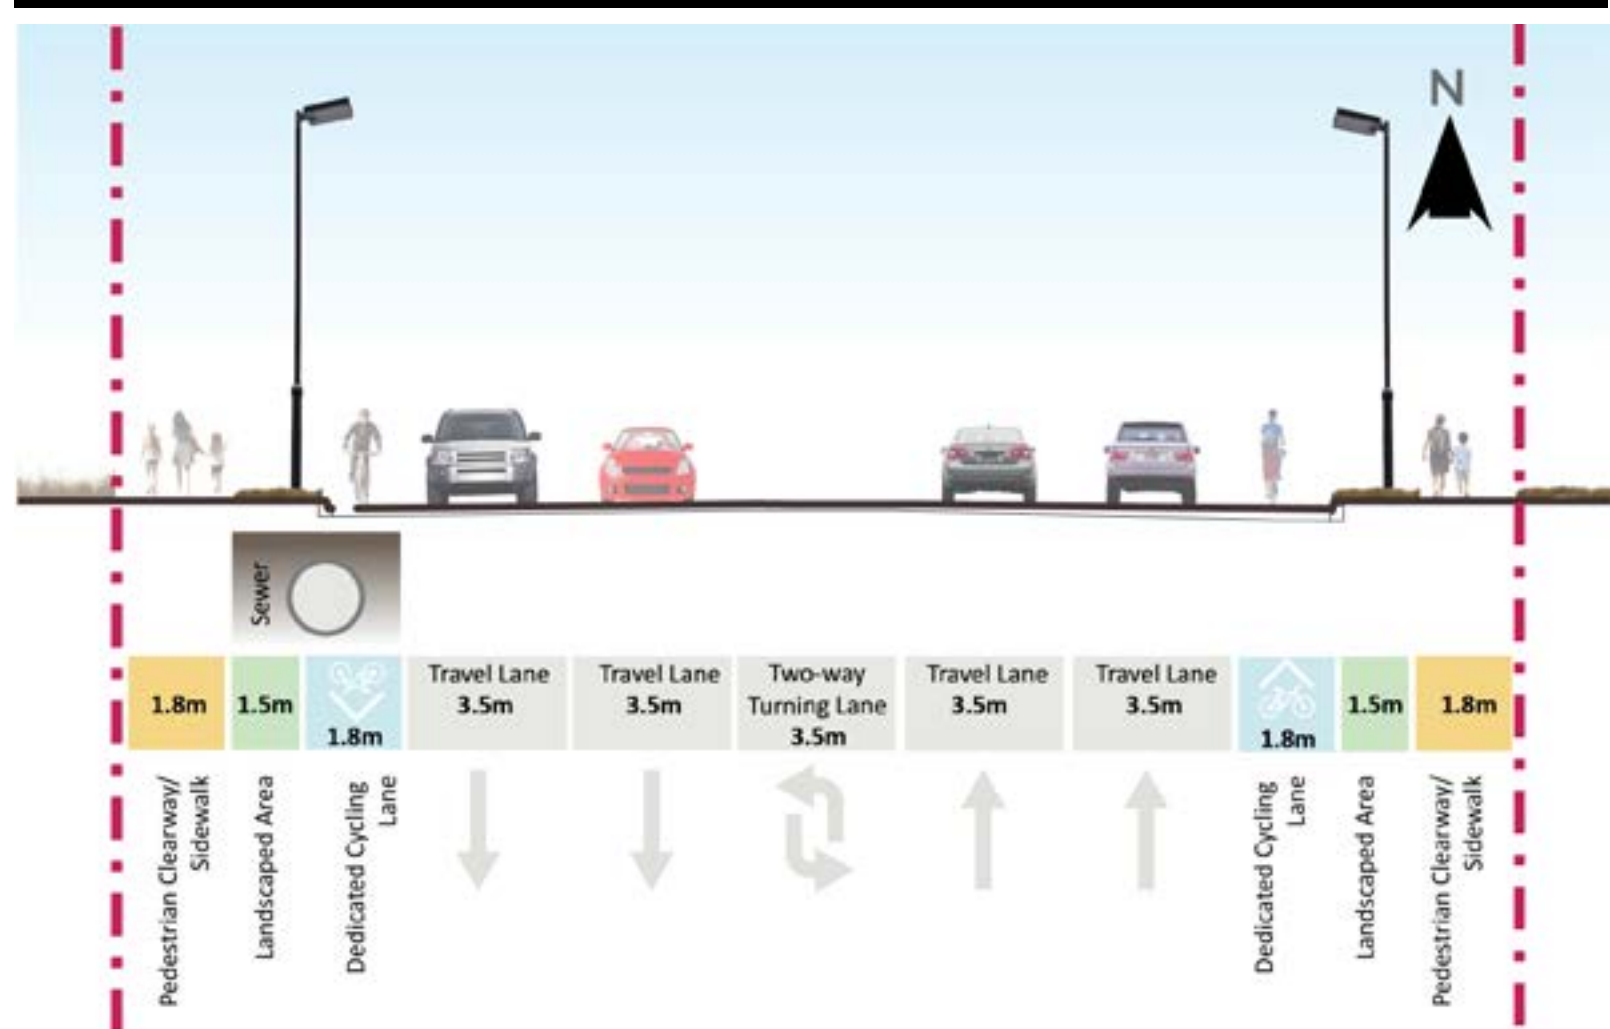 N
Sewer
1.8m
1.5m
1.8m
Travel Lane
3.5m
Travel Lane
3.5m
Two-way
Turning Lane
3.5m
Travel Lane
3.5m
Travel Lane
3.5m
1.8m
1.5m
1.8m
Pedestrian Clearway/
Sidewalk
Landscaped Area
Dedicated Cycling
Lane
Dedicated Cycling
Lane
Landscaped Area
Pedestrian Clearway/
Sidewalk